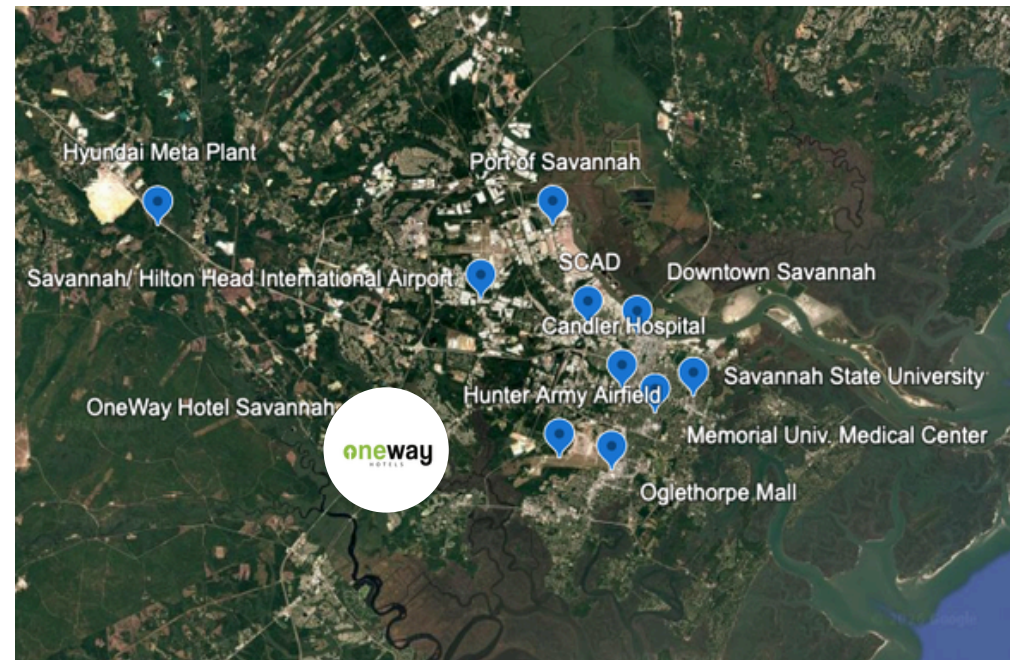 Hyundai Meta Plant
Port of Savannah
SCAD
Downtown Savannah
Savannah/ Hilton Head International Airport
Candler Hospital
Savannah State University
Hunter Army Airfield
OneWay Hotel Savannah
Memorial Univ. Medical Center
oneway
HOTELS
Oglethorpe Mall